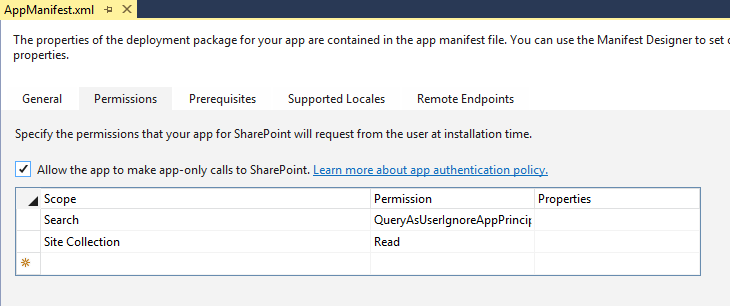 AppManifest.xml
The properties of the deployment package for your app are contained in the app manifest file. You can use the Manifest Designer to set
properties.
General Permissions Prerequisites Supported Locales Remote Endpoints
Specify the permissions that your app for SharePoint will request from the user at installation time.
Allow the app to make app-only calls to SharePoint. Learn more about app authentication policy.
Scope Permission Properties
Search QueryAsUserIgnoreAppPrincip
Site Collection Read